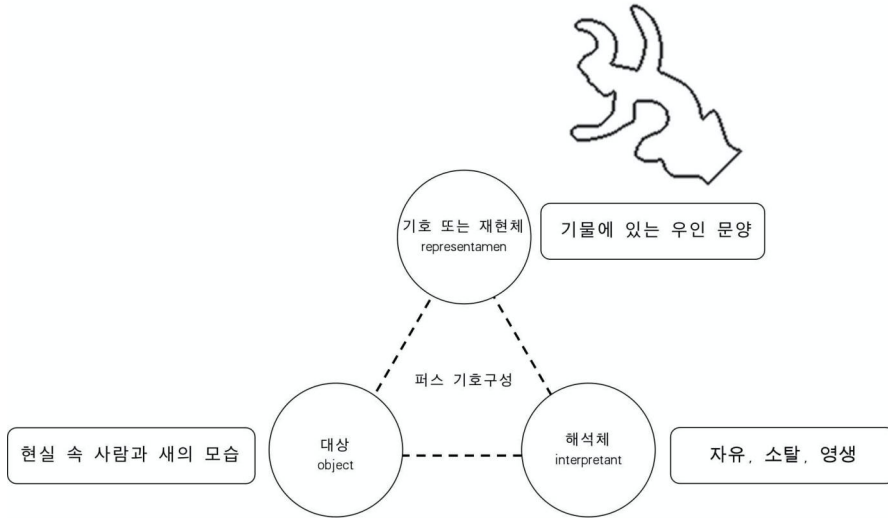 기호 또는 재현체
representamen
기물에 있는 우인 문양
퍼스 기호구성
현실 속 사람과 새의 모습
대상
object
해석체
interpretant
자유, 소탈, 영생